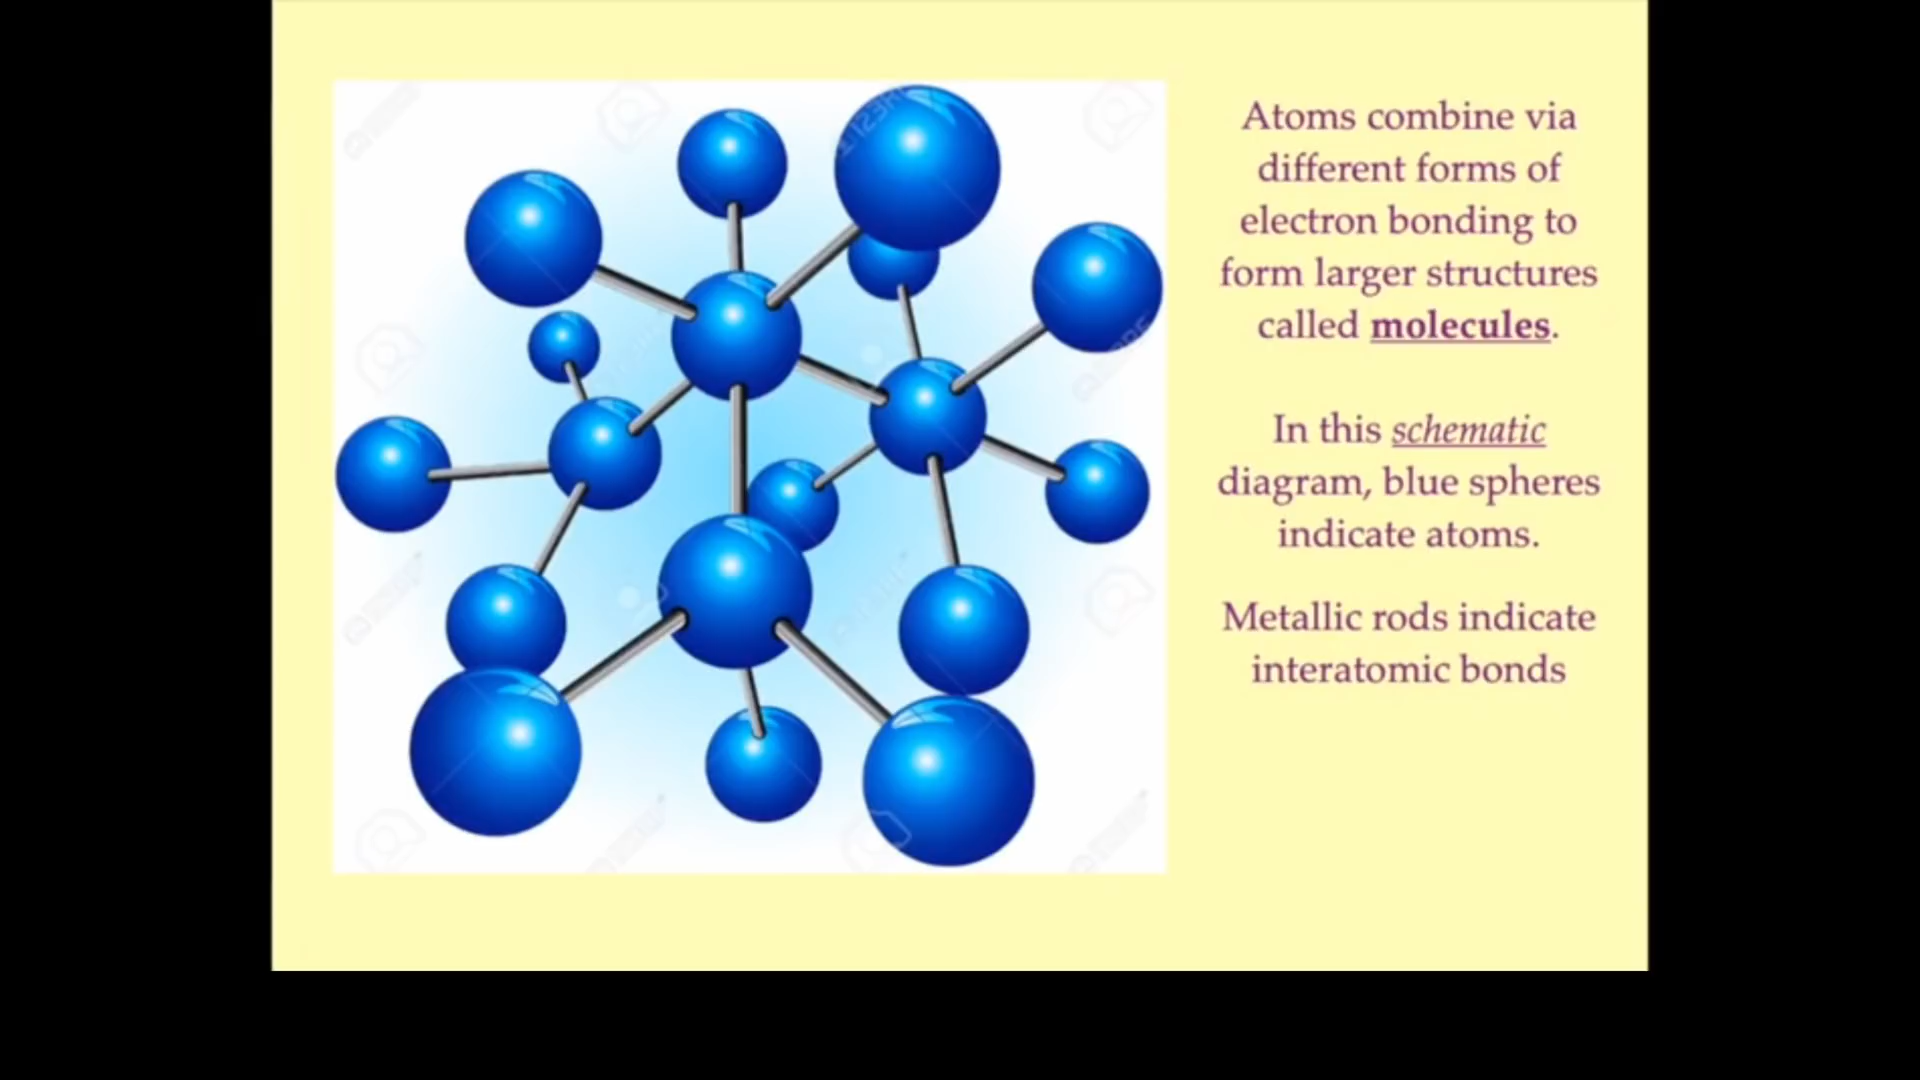 Atoms combine via
different forms of
electron bonding to
form larger structures
called molecules.
In this schematic
diagram, blue spheres
indicate atoms.
Metallic rods indicate
interatomic bonds